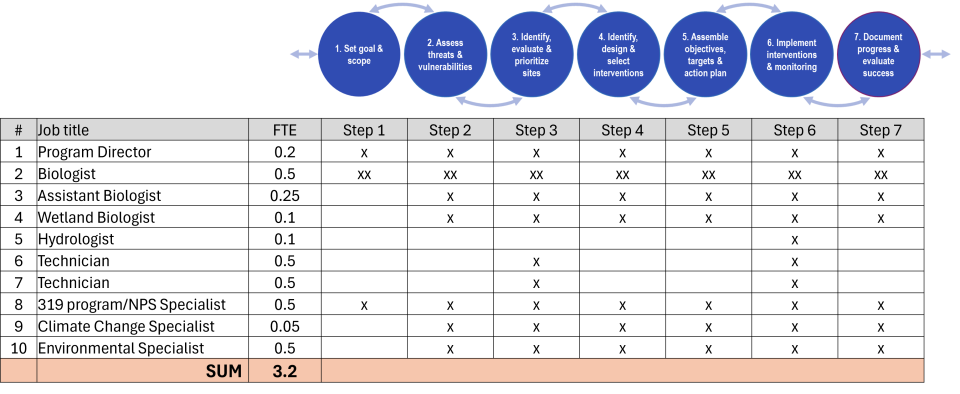 1. Set goal &
scope
2. Assess
threats &
vulnerabilities
3. Identify,
evaluate &
prioritize
sites
4. Identify,
design &
select
interventions
5. Assemble
objectives,
targets &
action plan
6. Implement
interventions
& monitoring
7. Document
progress &
evaluate
success
# Job title FTE Step 1 Step 2 Step 3 Step 4 Step 5 Step 6 Step 7
1 Program Director 0.2 x x x x x x x
2 Biologist 0.5 xx xx xx xx xx xx xx
3 Assistant Biologist 0.25 x x x x x x
4 Wetland Biologist 0.1 x x x x x x
5 Hydrologist 0.1 x
6 Technician 0.5 x x
7 Technician 0.5 x x
8 319 program/NPS Specialist 0.5 x x x x x x x
9 Climate Change Specialist 0.05 x x x x x x
10 Environmental Specialist 0.5 x x x x x x
SUM 3.2